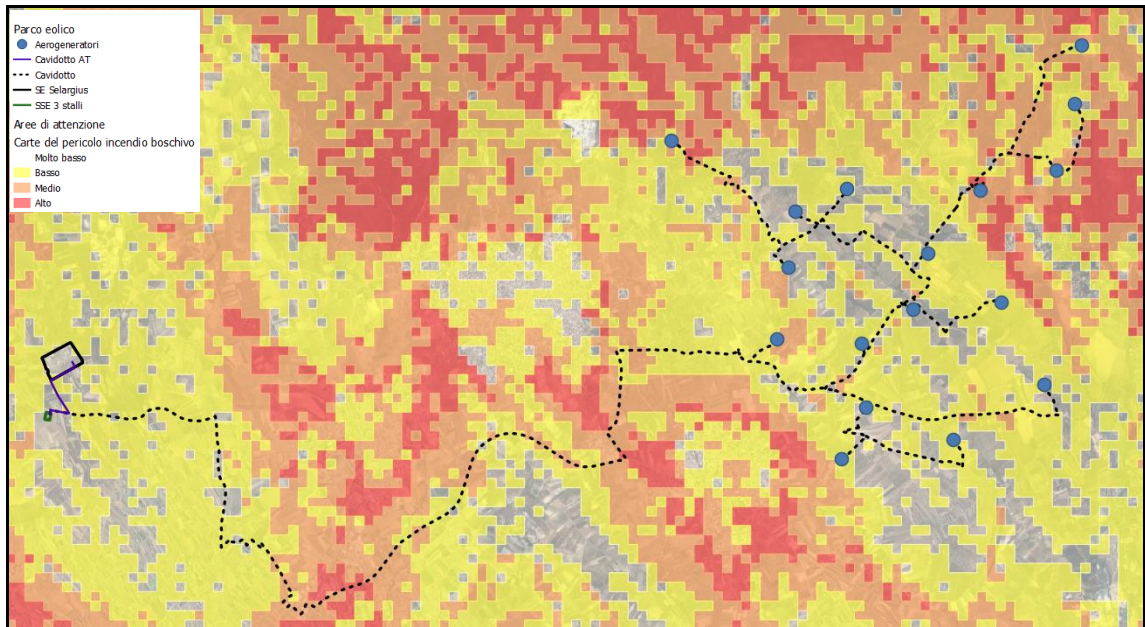 Parco eolico
Aerogeneratori
Cavidotto AT
Cavidotto
SE Selargius
SSE 3 stalli
Aree di attenzione
Carte del pericolo incendio boschivo
Molto basso
Basso
Medio
Alto